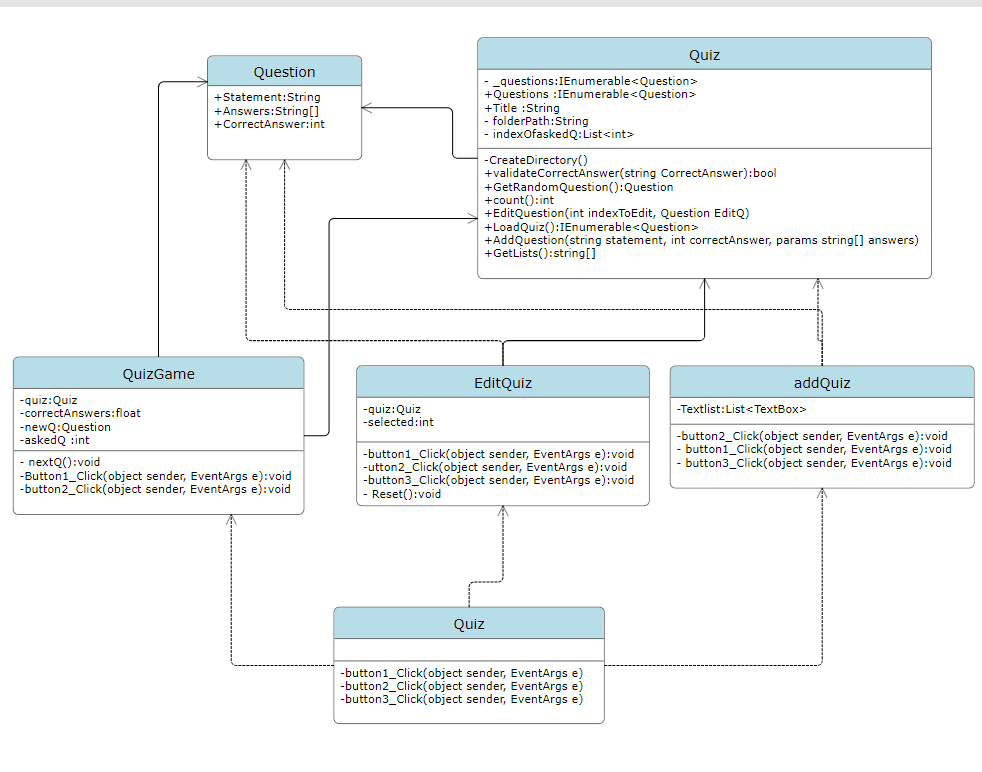 Question
+Statement:String
+Answers:String[]
+CorrectAnswer:int
Quiz
- _questions:IEnumerable<Question>
+Questions :IEnumerable<Question>
+Title :String
- folderPath:String
- indexOfaskedQ:List<int>
-CreateDirectory()
+validateCorrectAnswer(string CorrectAnswer):bool
+GetRandomQuestion():Question
+count():int
+EditQuestion(int indexToEdit, Question EditQ)
+LoadQuiz():IEnumerable<Question>
+AddQuestion(string statement, int correctAnswer, params string[] answers)
+GetLists():string[]
QuizGame
-quiz:Quiz
-correctAnswers:float
-newQ:Question
-askedQ :int
- nextQ():void
-Button1_Click(object sender, EventArgs e):void
-button2_Click(object sender, EventArgs e):void
EditQuiz
-quiz:Quiz
-selected:int
-button1_Click(object sender, EventArgs e):void
-utton2_Click(object sender, EventArgs e):void
-button3_Click(object sender, EventArgs e):void
- Reset():void
addQuiz
-Textlist:List<TextBox>
-button2_Click(object sender, EventArgs e):void
- button1_Click(object sender, EventArgs e):void
- button3_Click(object sender, EventArgs e):void
Quiz
-button1_Click(object sender, EventArgs e)
-button2_Click(object sender, EventArgs e)
-button3_Click(object sender, EventArgs e)